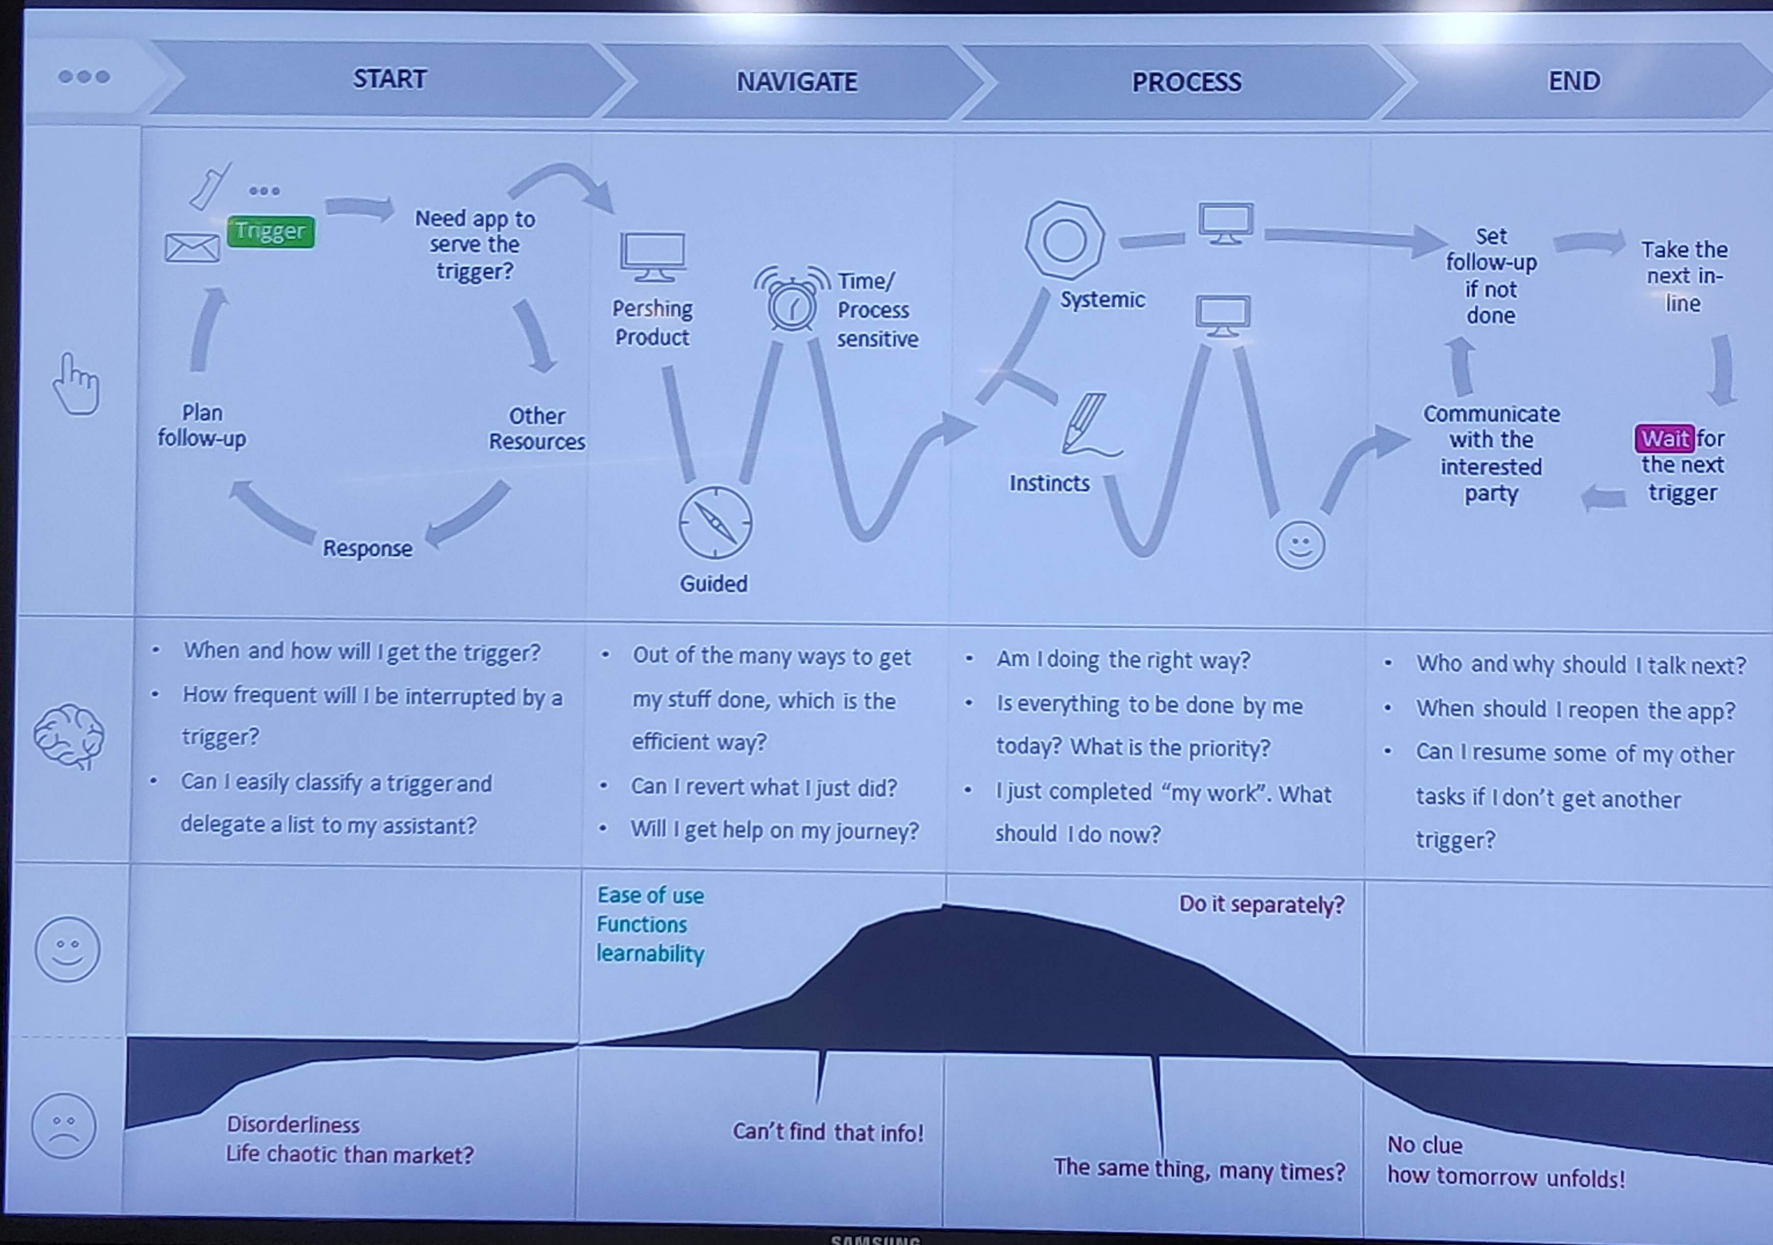 START
NAVIGATE
PROCESS
END
Trigger
Need app to
serve the
trigger?
Plan
follow-up
Other
Resources
Response
Pershing
Product
Time/
Process
sensitive
Guided
Systemic
Instincts
Set
follow-up
if not
done
Take the
next in-
line
Communicate
with the
interested
party
Wait for
the next
trigger
• When and how will I get the trigger?
• How frequent will I be interrupted by a
trigger?
• Can I easily classify a trigger and
delegate a list to my assistant?
• Out of the many ways to get
my stuff done, which is the
efficient way?
• Can I revert what I just did?
• Will I get help on my journey?
• Am I doing the right way?
• Is everything to be done by me
today? What is the priority?
• I just completed “my work”. What
should I do now?
• Who and why should I talk next?
• When should I reopen the app?
• Can I resume some of my other
tasks if I don’t get another
trigger?
Ease of use
Functions
learnability
Do it separately?
Disorderliness
Life chaotic than market?
Can’t find that info!
The same thing, many times?
No clue
how tomorrow unfolds!
SAMSUNG